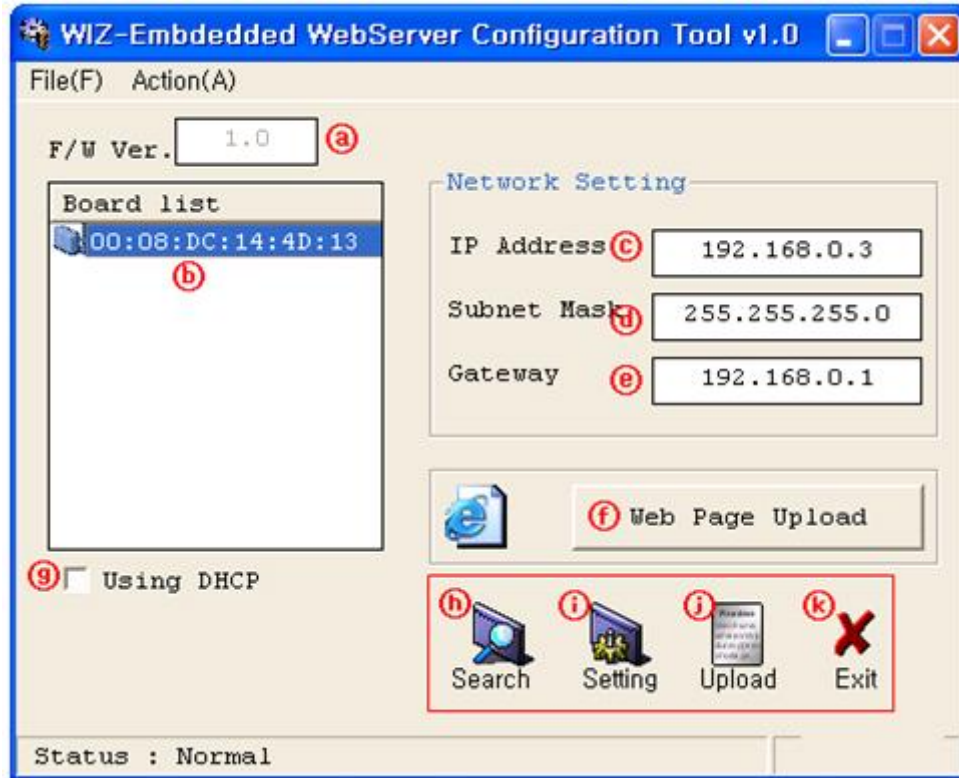 WIZ-Embdedded WebServer Configuration Tool v1.0
File(F) Action(A)
F/W Ver. 1.0 ⓐ
Board list
00:08:DC:14:4D:13
ⓑ
ⓖ Using DHCP
Network Setting
IP Address ⓒ 192.168.0.3
Subnet Mask ⓓ 255.255.255.0
Gateway ⓔ 192.168.0.1
ⓕ Web Page Upload
ⓗ ⓘ ⓙ ⓚ
Search Setting Upload Exit
Status : Normal